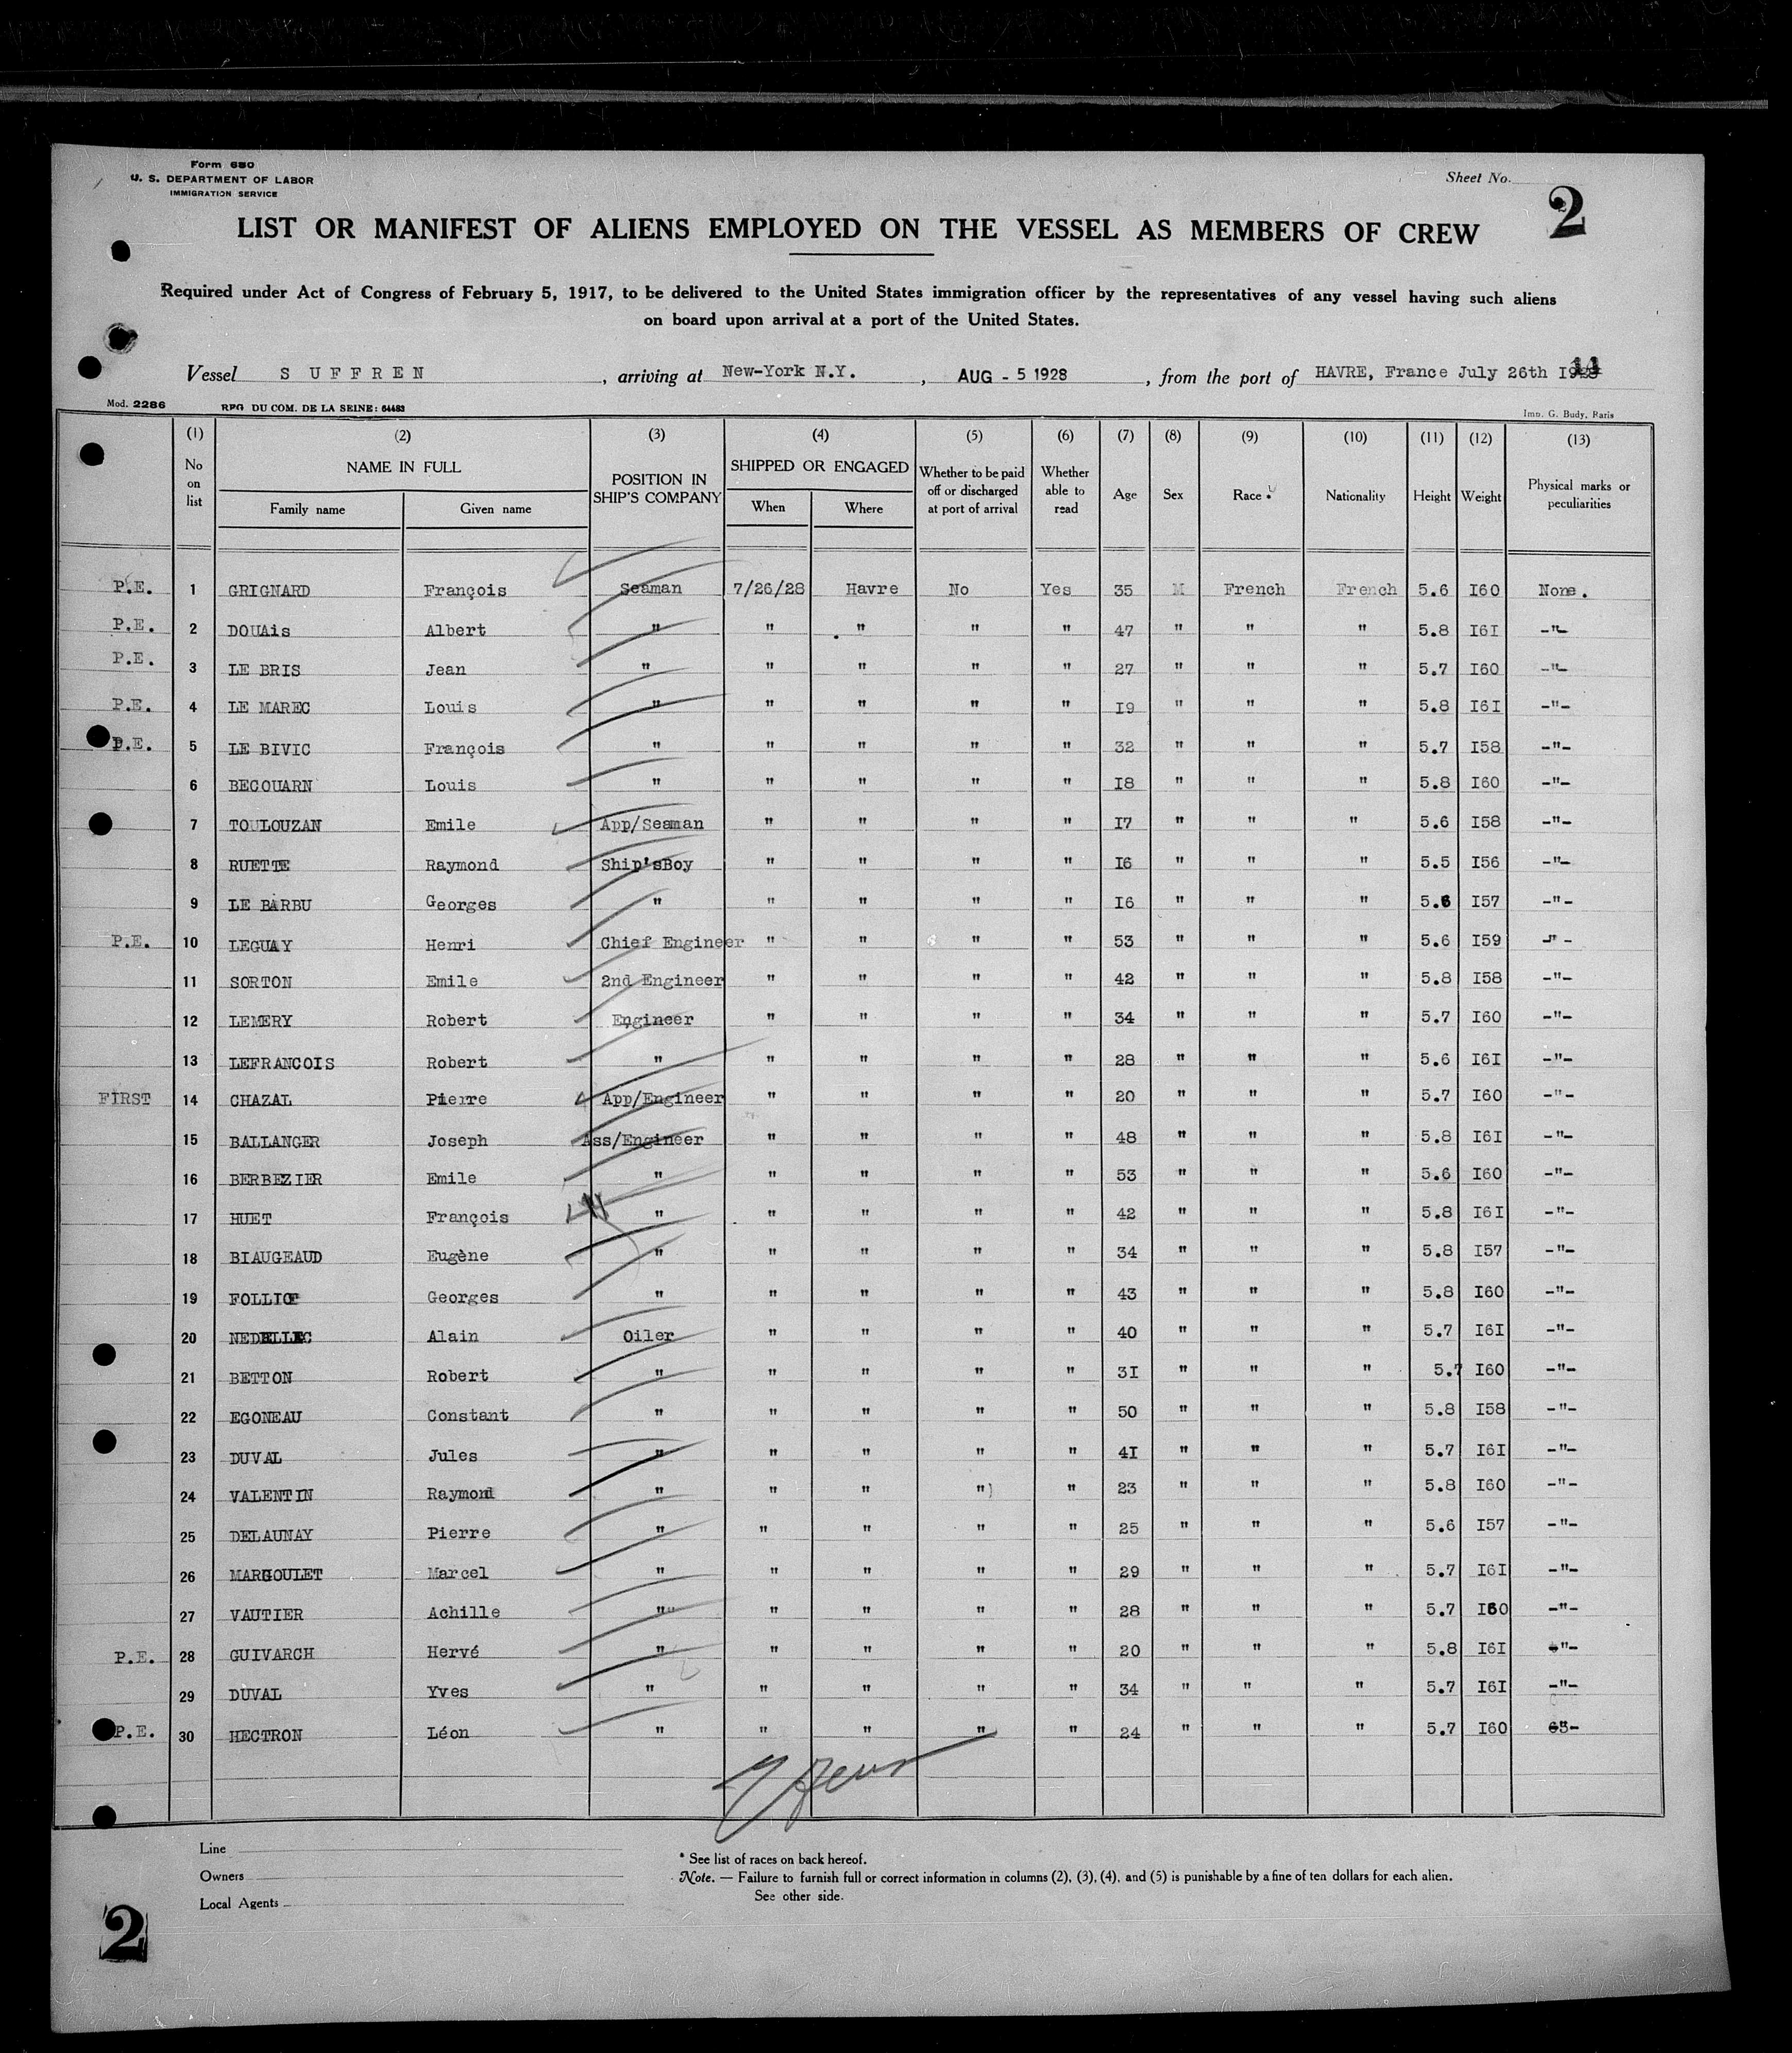 Form 680
U. S. DEPARTMENT OF LABOR
IMMIGRATION SERVICE
Sheet No.
2
LIST OR MANIFEST OF ALIENS EMPLOYED ON THE VESSEL AS MEMBERS OF CREW
Required under Act of Congress of February 5, 1917, to be delivered to the United States immigration officer by the representatives of any vessel having such aliens
on board upon arrival at a port of the United States.
Vessel SUFFREN, arriving at New-York N.Y., AUG - 5 1928, from the port of HAVRE, France July 26th
Mod. 2286 RPG DU COM. DE LA SEINE: 64483 Imp. G. Budy, Paris
(1) (2) (3) (4) (5) (6) (7) (8) (9) (10) (11) (12) (13)
No on list NAME IN FULL POSITION IN SHIP'S COMPANY SHIPPED OR ENGAGED Whether to be paid off or discharged at port of arrival Whether able to read Age Sex Race Nationality Height Weight Physical marks or peculiarities
Family name Given name When Where
P.E. 1 GRIGNARD François Seaman 7/26/28 Havre No Yes 35 M French French 5.6 I60 None.
P.E. 2 DOUAis Albert " " " " " 47 " " " 5.8 I6I -"-
P.E. 3 LE BRIS Jean " " " " " 27 " " " 5.7 I60 -"-
P.E. 4 LE MAREC Louis " " " " " I9 " " " 5.8 I6I -"-
P.E. 5 LE BIVIC François " " " " " 32 " " " 5.7 I58 -"-
6 BECOUARN Louis " " " " " I8 " " " 5.8 I60 -"-
7 TOULOUZAN Emile App/Seaman " " " " I7 " " " 5.6 I58 -"-
8 RUETTE Raymond Ship'sBoy " " " " I6 " " " 5.5 I56 -"-
9 LE BARBU Georges " " " " " I6 " " " 5.6 I57 -"-
P.E. 10 LEGUAY Henri Chief Engineer " " " " 53 " " " 5.6 I59 -" -
11 SORTON Emile 2nd Engineer " " " " 42 " " " 5.8 I58 -"-
12 LEMERY Robert Engineer " " " " 34 " " " 5.7 I60 -"-
13 LEFRANCOIS Robert " " " " " 28 " " " 5.6 I6I -"-
FIRST 14 CHAZAL Pierre App/Engineer " " " " 20 " " " 5.7 I60 -"-
15 BALLANGER Joseph Ass/Engineer " " " " 48 " " " 5.8 I6I -"-
16 BERBEZIER Emile " " " " " 53 " " " 5.6 I60 -"-
17 HUET François " " " " " 42 " " " 5.8 I6I -"-
18 BIAUGEAUD Eugène " " " " " 34 " " " 5.8 I57 -"-
19 Georges " " " " " 43 " " " 5.8 I60 -"-
20 NEDELLEC Alain Oiler " " " " 40 " " " 5.7 I6I -"-
21 BETTON Robert " " " " " 3I " " " 5.7 I60 -"-
22 EGONEAU Constant " " " " " 50 " " " 5.8 I58 -"-
23 DUVAL Jules " " " " " 4I " " " 5.7 I6I -"-
24 VALENTIN Raymond " " " " " 23 " " " 5.8 I60 -"-
25 DELAUNAY Pierre " " " " " 25 " " " 5.6 I57 -"-
26 MARGOULET Marcel " " " " " 29 " " " 5.7 I6I -"-
27 VAUTIER Achille " " " " " 28 " " " 5.7 I60 -"-
P.E. 28 GUIVARCH Hervé " " " " " 20 " " " 5.8 I6I "-
29 DUVAL Yves " " " " " 34 " " " 5.7 I6I -"-
P.E. 30 HECTRON Léon " " " " " 24 " " " 5.7 I60
Line
Owners
Local Agents
* See list of races on back hereof.
Note. — Failure to furnish full or correct information in columns (2), (3), (4), and (5) is punishable by a fine of ten dollars for each alien.
See other side.
2